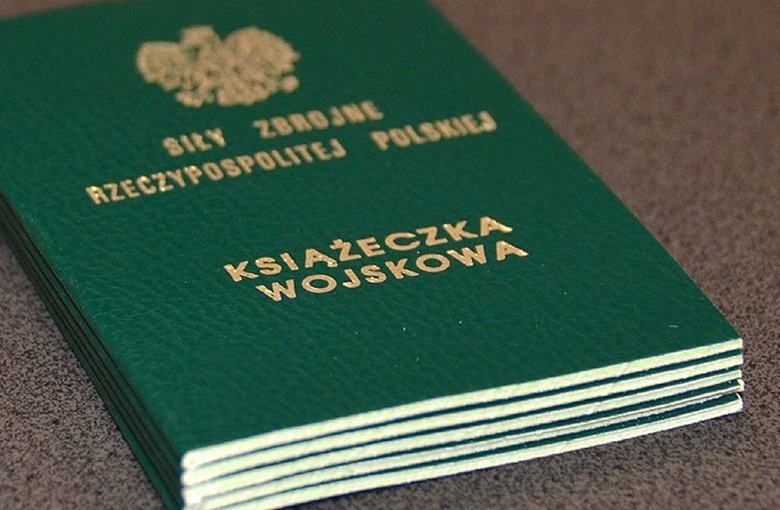 SIŁY ZBROJNE
RZECZYPOSPOLITEJ POLSKIEJ
KSIĄŻECZKA
WOJSKOWA